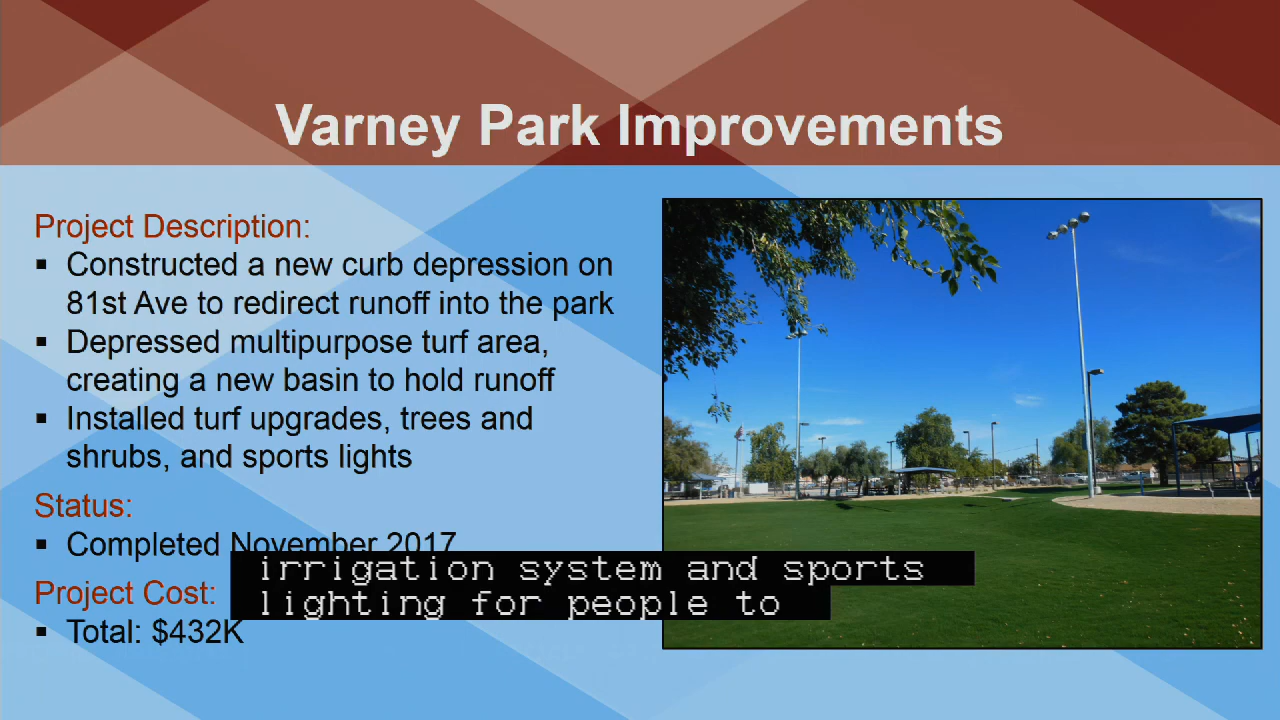 Varney Park Improvements
Project Description:
▪ Constructed a new curb depression on
81st Ave to redirect runoff into the park
▪ Depressed multipurpose turf area,
creating a new basin to hold runoff
▪ Installed turf upgrades, trees and
shrubs, and sports lights
Status:
▪ Completed November 2017
Project Cost:
▪ Total: $432K
irrigation system and sports
lighting for people to